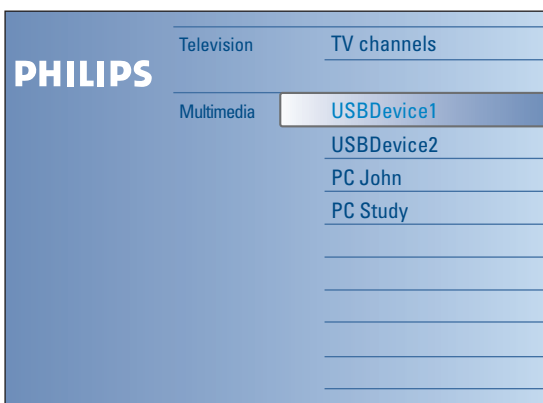 PHILIPS
Television TV channels
Multimedia USBDevice1
USBDevice2
PC John
PC Study